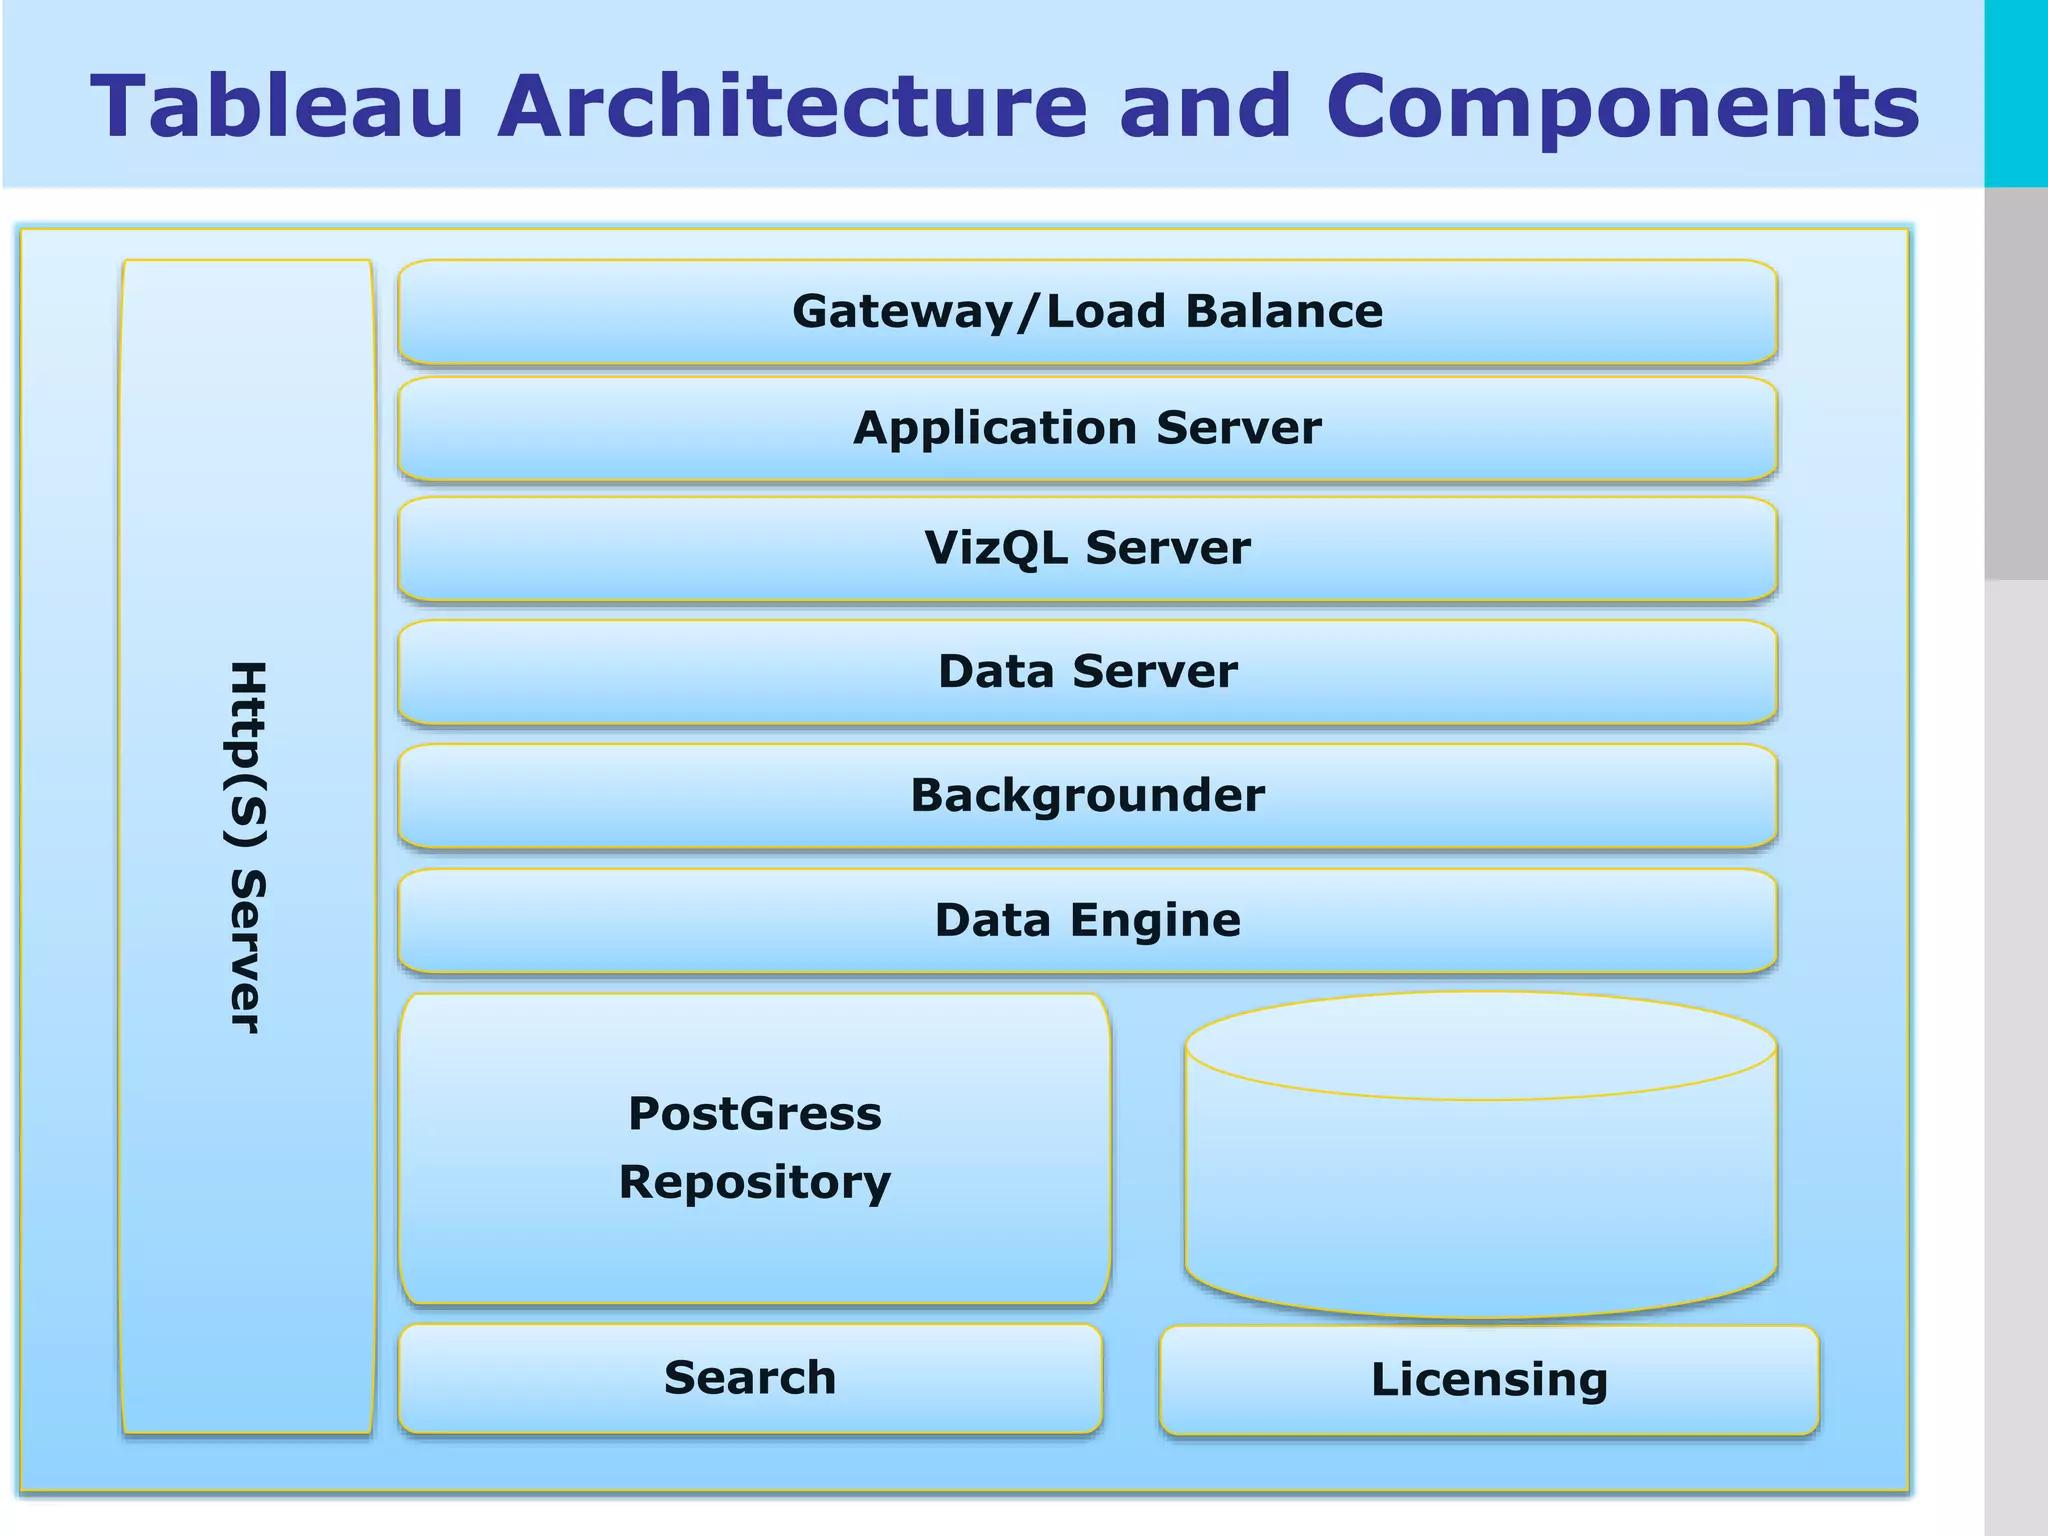 Tableau Architecture and Components
Http(S) Server
Gateway/Load Balance
Application Server
VizQL Server
Data Server
Backgrounder
Data Engine
PostGress
Repository
Search
Licensing